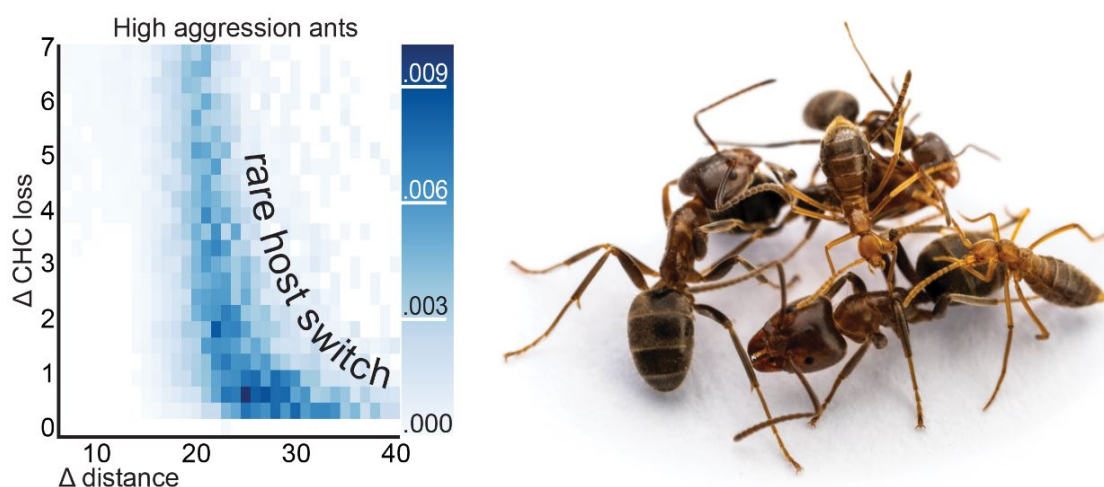 High aggression ants
7
6
5
4
3
2
1
0
Δ CHC loss
10 20 30 40
Δ distance
rare host switch
.009
.006
.003
.000